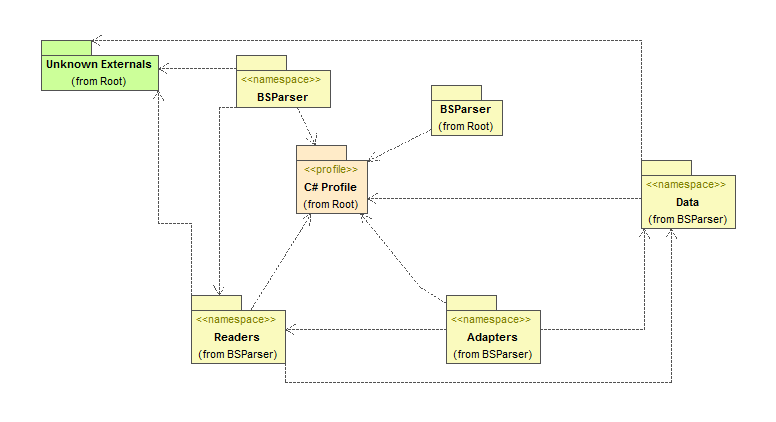 Unknown Externals
(from Root)
<<namespace>>
BSParser
BSParser
(from Root)
<<profile>>
C# Profile
(from Root)
<<namespace>>
Data
(from BSParser)
<<namespace>>
Readers
(from BSParser)
<<namespace>>
Adapters
(from BSParser)